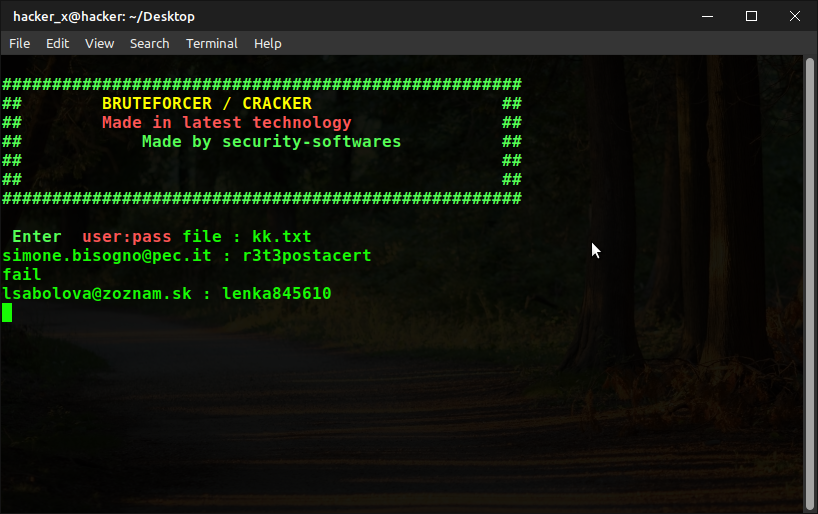 hacker_x@hacker: ~/Desktop
File Edit View Search Terminal Help
####################################################
## BRUTEFORCER / CRACKER ##
## Made in latest technology ##
## Made by security-softwares ##
## ##
## ##
####################################################
Enter user:pass file : kk.txt
simone.bisogno@pec.it : r3t3postacert
fail
lsabolova@zoznam.sk : lenka845610